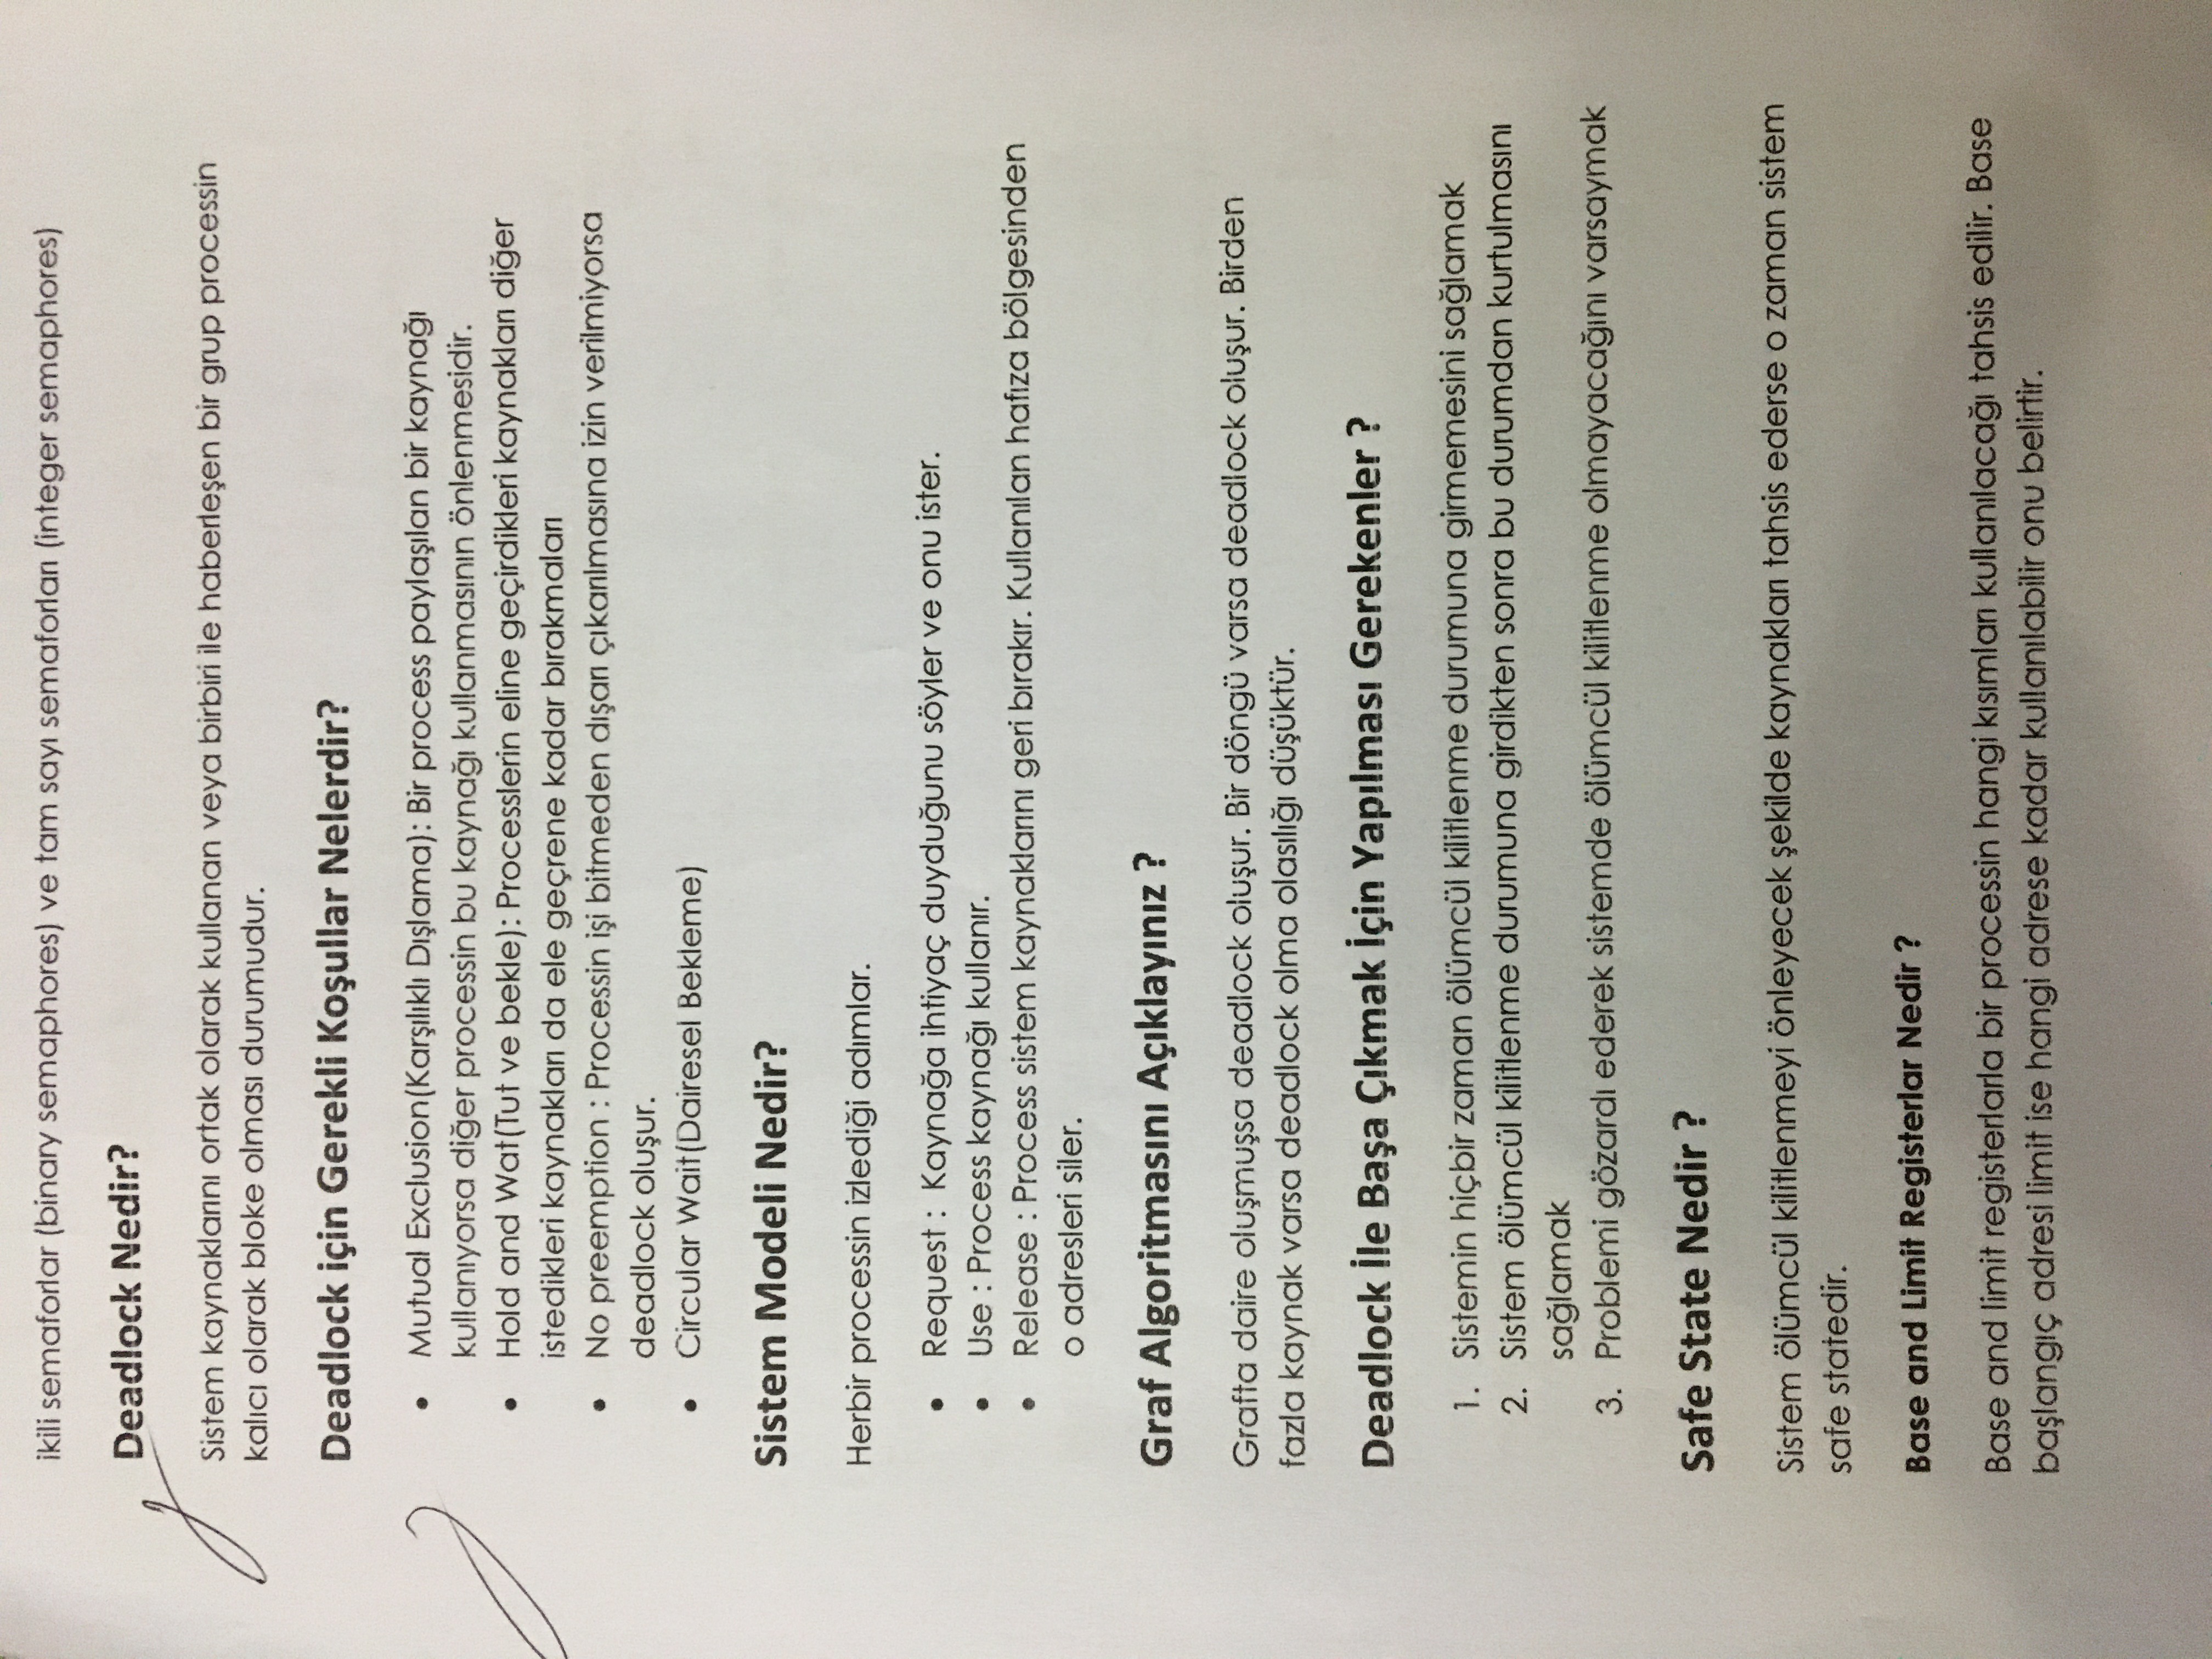 ikili semaforlar (binary semaphores) ve tam sayı semaforları (integer semaphores)
Deadlock Nedir?
Sistem kaynaklarını ortak olarak kullanan veya birbiri ile haberleşen bir grup processin
kalıcı olarak bloke olması durumudur.
Deadlock için Gerekli Koşullar Nelerdir?
• Mutual Exclusion(Karşılıklı Dışlama): Bir process paylaşılan bir kaynağı
kullanıyorsa diğer processin bu kaynağı kullanmasının önlenmesidir.
• Hold and Wat(Tut ve bekle): Processlerin eline geçirdikleri kaynakları diğer
istedikleri kaynakları da ele geçrene kadar bırakmaları
• No preemption : Processin işi bitmeden dışarı çıkarılmasına izin verilmiyorsa
deadlock oluşur.
• Circular Wait(Dairesel Bekleme)
Sistem Modeli Nedir?
Herbir processin izlediği adımlar.
• Request : Kaynağa ihtiyaç duyduğunu söyler ve onu ister.
• Use : Process kaynağı kullanır.
• Release : Process sistem kaynaklarını geri bırakır. Kullanılan hafıza bölgesinden
o adresleri siler.
Graf Algoritmasını Açıklayınız ?
Grafta daire oluşmuşsa deadlock oluşur. Bir döngü varsa deadlock oluşur. Birden
fazla kaynak varsa deadlock olma olasılığı düşüktür.
Deadlock İle Başa Çıkmak İçin Yapılması Gerekenler ?
1. Sistemin hiçbir zaman ölümcül kilitlenme durumuna girmemesini sağlamak
2. Sistem ölümcül kilitlenme durumuna girdikten sonra bu durumdan kurtulmasını
sağlamak
3. Problemi gözardı ederek sistemde ölümcül kilitlenme olmayacağını varsaymak
Safe State Nedir ?
Sistem ölümcül kilitlenmeyi önleyecek şekilde kaynakları tahsis ederse o zaman sistem
safe statedir.
Base and Limit Registerlar Nedir ?
Base and limit registerlarla bir processin hangi kısımları kullanılacağı tahsis edilir. Base
başlangıç adresi limit ise hangi adrese kadar kullanılabilir onu belirtir.